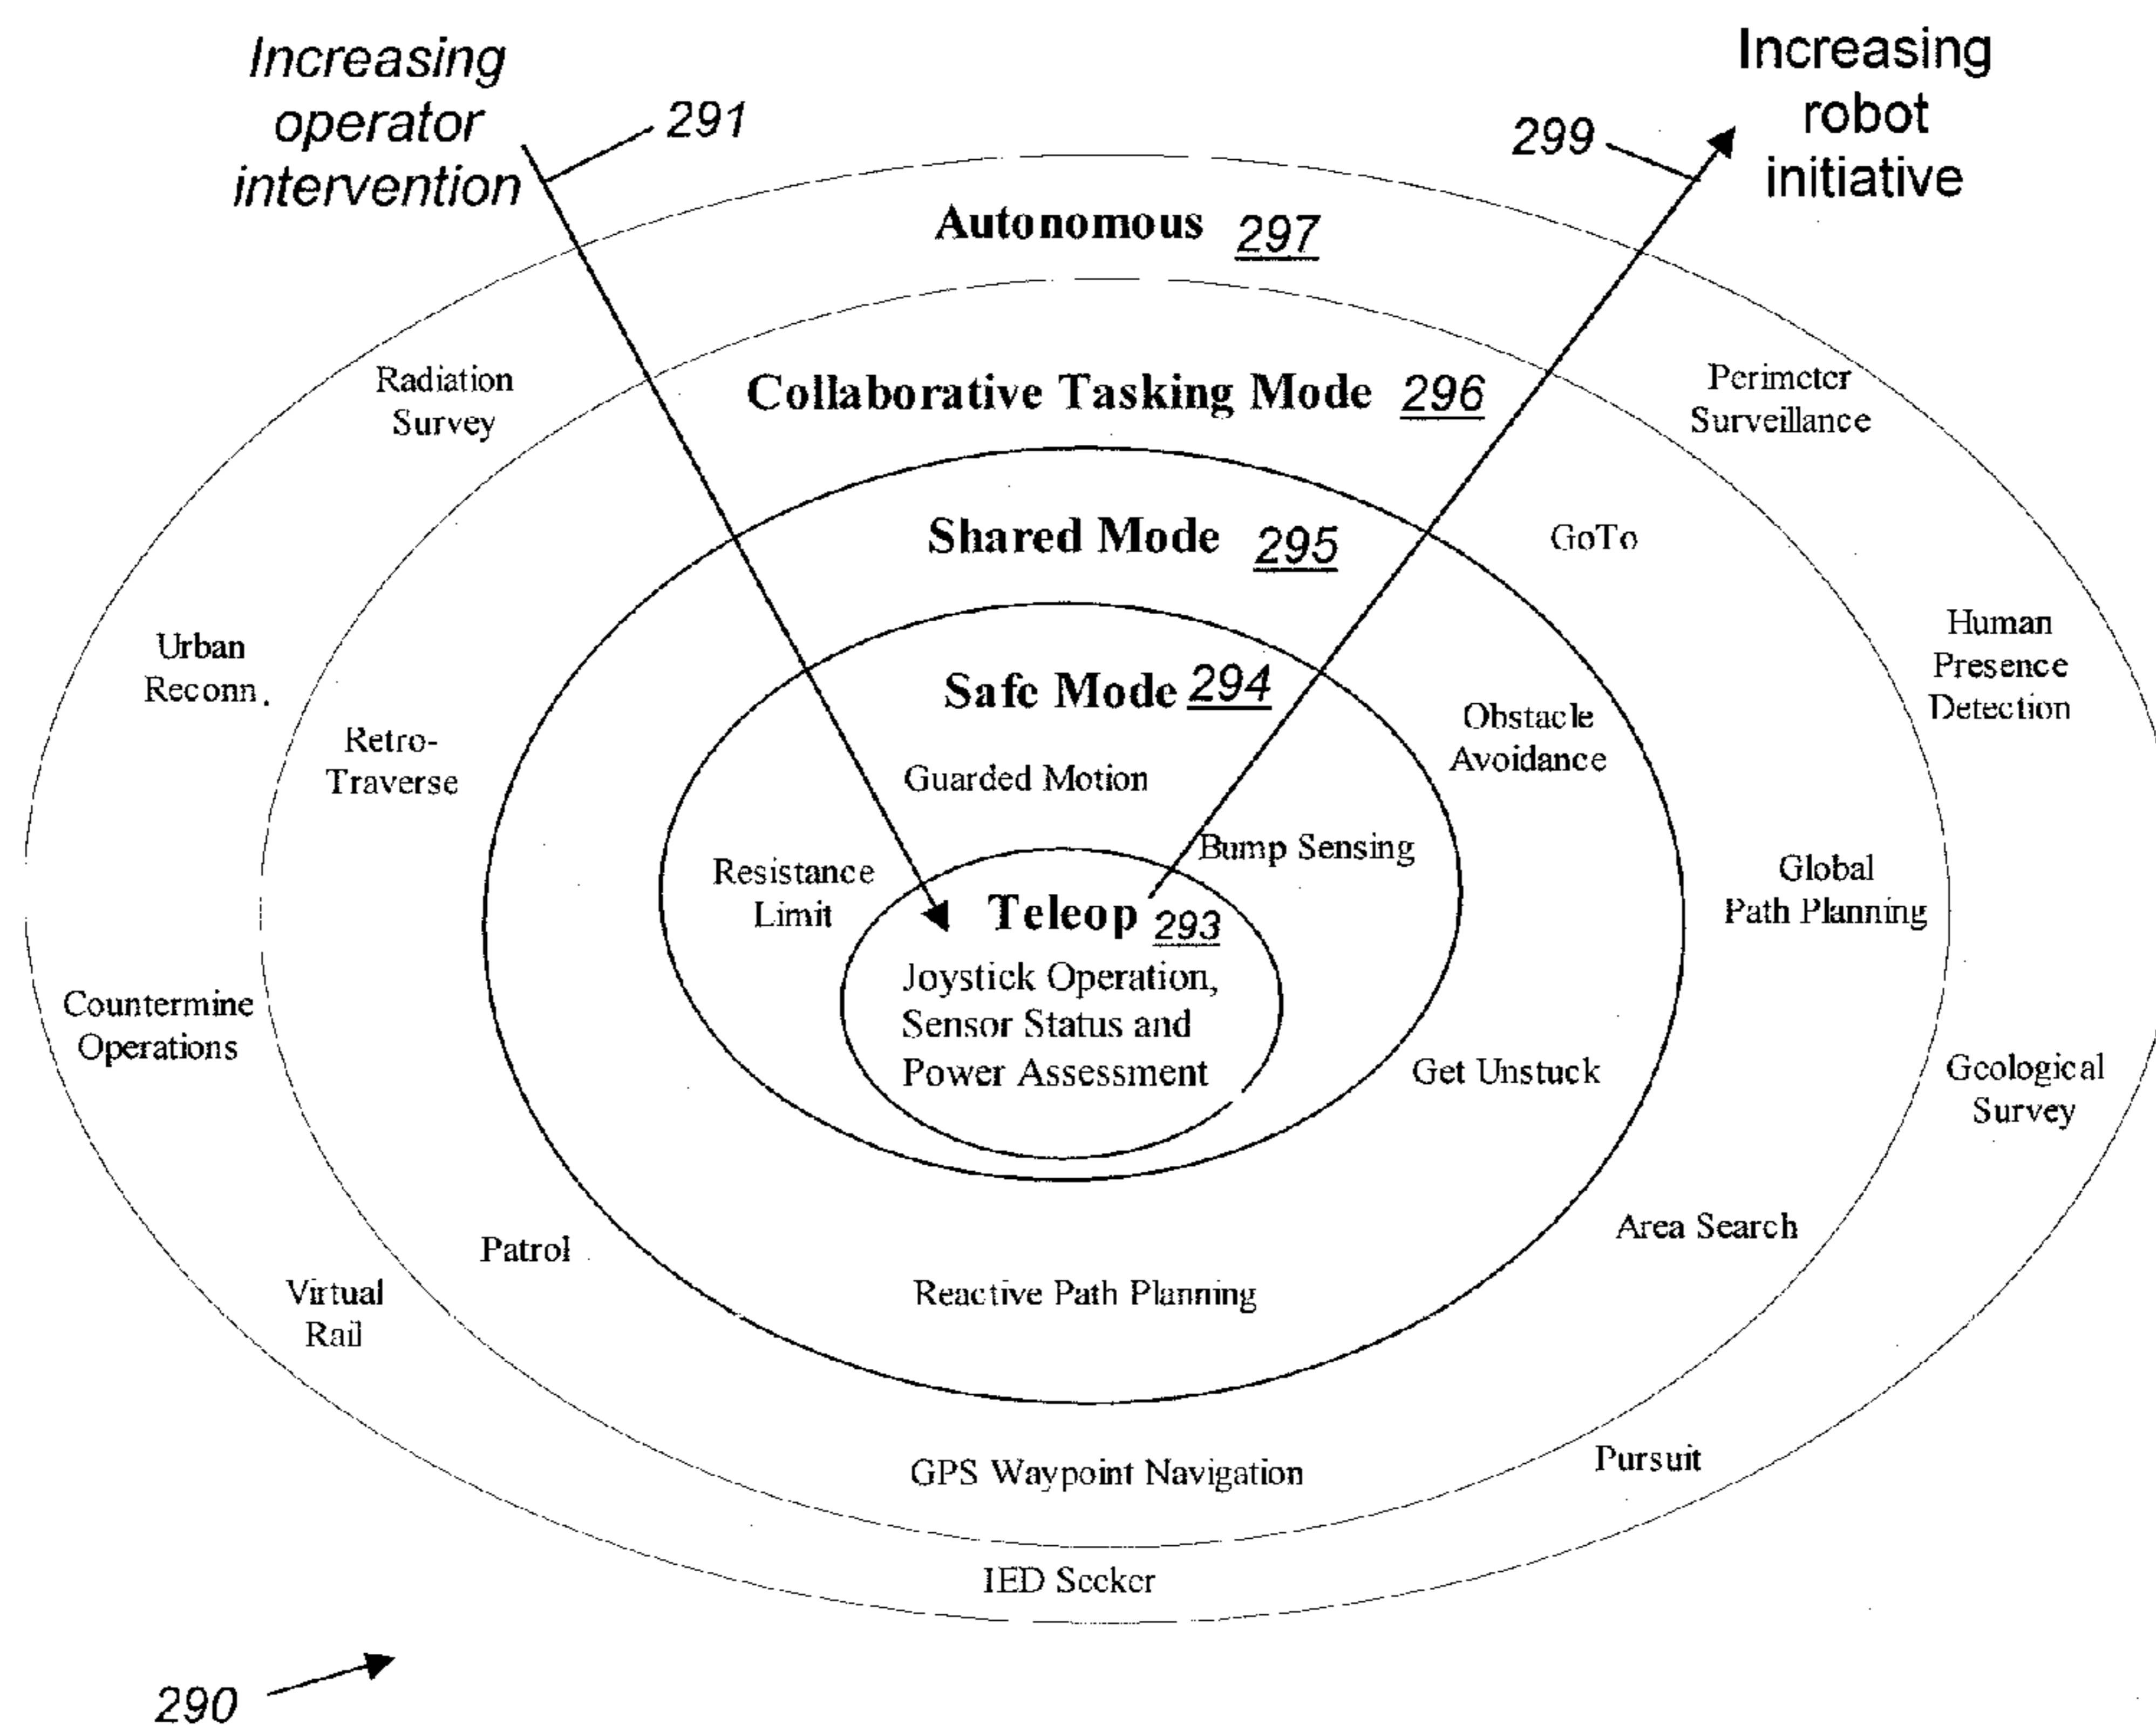 Increasing
operator
intervention
291
Increasing
robot
initiative
299
Autonomous 297
Radiation
Survey
Collaborative Tasking Mode 296
Perimeter
Surveillance
Shared Mode 295
GoTo
Urban
Reconn.
Human
Presence
Detection
Safe Mode 294
Retro-
Traverse
Obstacle
Avoidance
Guarded Motion
Bump Sensing
Resistance
Limit
Global
Path Planning
Teleop 293
Joystick Operation,
Sensor Status and
Power Assessment
Countermine
Operations
Get Unstuck
Geological
Survey
Patrol
Area Search
Virtual
Rail
Reactive Path Planning
GPS Waypoint Navigation
Pursuit
IED Seeker
290